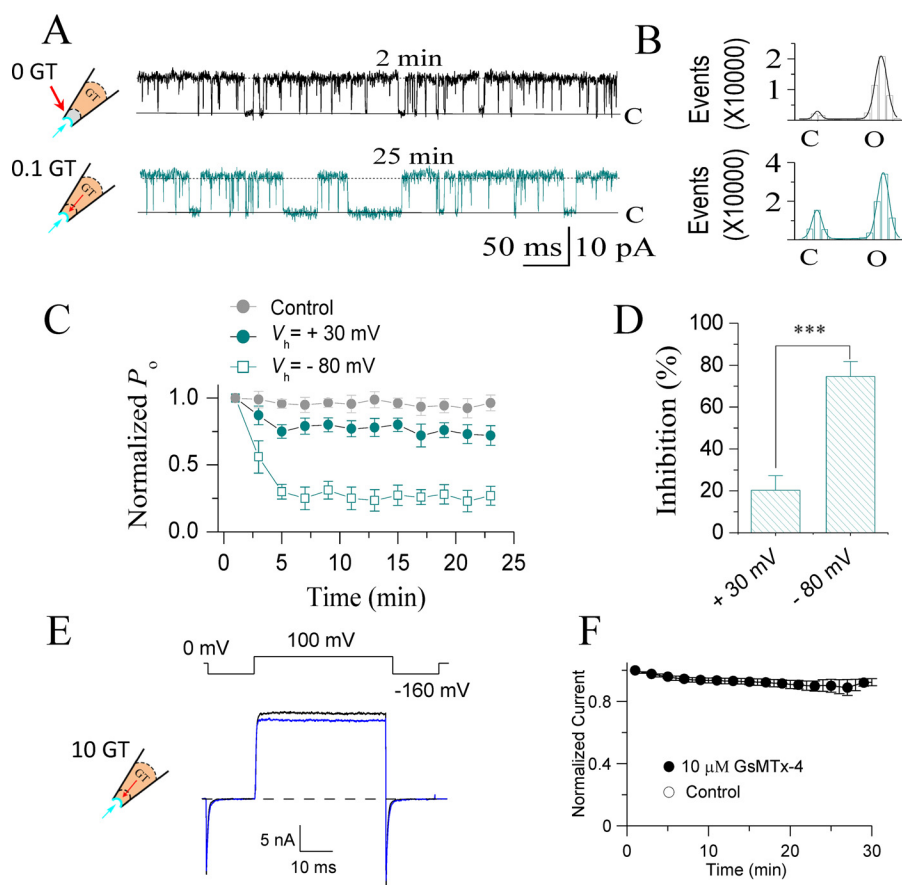 A
0 GT
GT
2 min
C
0.1 GT
GT
25 min
C
50 ms
10 pA
B
Events
(X10000)
2
1
C O
Events
(X10000)
4
2
C O
C
Control
Vh = + 30 mV
Vh = - 80 mV
Normalized Po
1.0
0.5
0.0
0 5 10 15 20 25
Time (min)
D
Inhibition (%)
100
80
60
40
20
0
***
+ 30 mV
- 80 mV
E
0 mV
100 mV
-160 mV
10 GT
GT
5 nA
10 ms
F
Normalized Current
0.8
0.4
0
10 μM GsMTx-4
Control
0 10 20 30
Time (min)